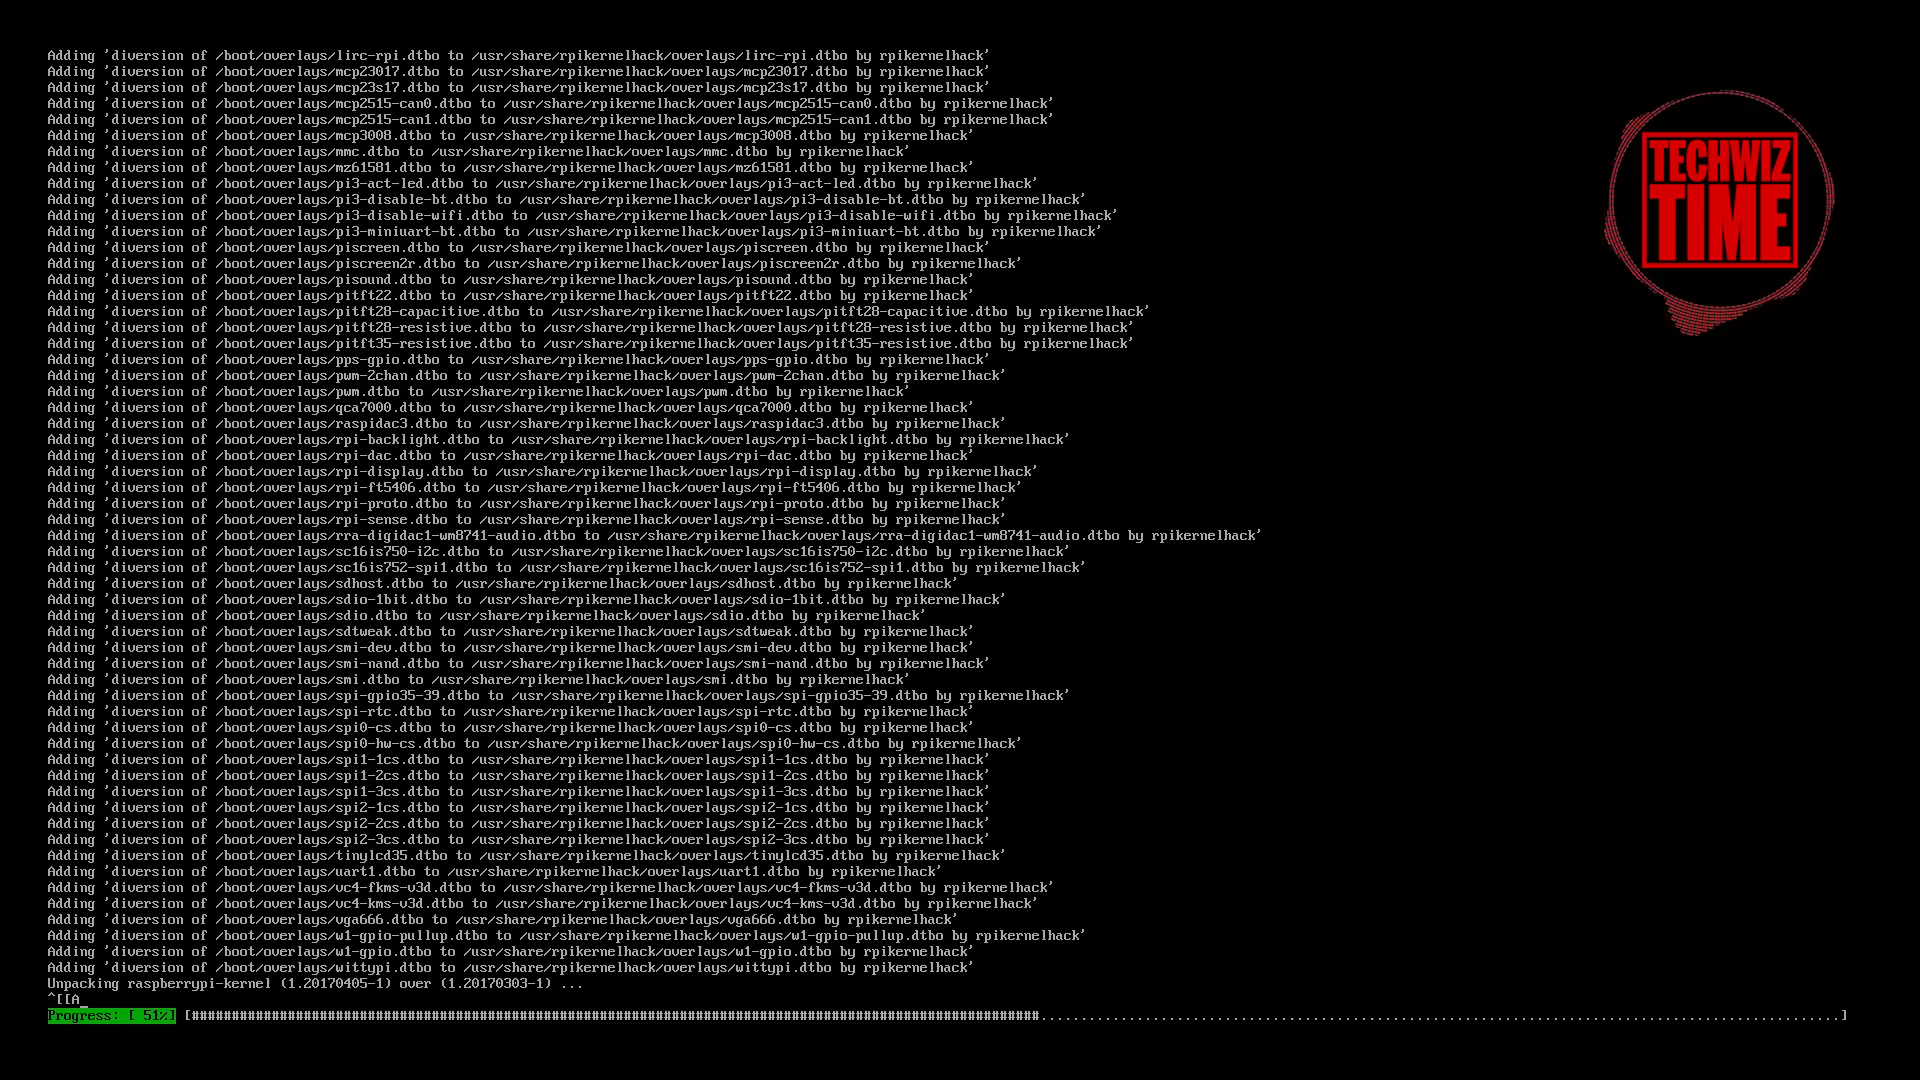 Adding 'diversion of /boot/overlays/lirc-rpi.dtbo to /usr/share/rpikernelhack/overlays/lirc-rpi.dtbo by rpikernelhack'
Adding 'diversion of /boot/overlays/mcp23017.dtbo to /usr/share/rpikernelhack/overlays/mcp23017.dtbo by rpikernelhack'
Adding 'diversion of /boot/overlays/mcp23s17.dtbo to /usr/share/rpikernelhack/overlays/mcp23s17.dtbo by rpikernelhack'
Adding 'diversion of /boot/overlays/mcp2515-can0.dtbo to /usr/share/rpikernelhack/overlays/mcp2515-can0.dtbo by rpikernelhack'
Adding 'diversion of /boot/overlays/mcp2515-can1.dtbo to /usr/share/rpikernelhack/overlays/mcp2515-can1.dtbo by rpikernelhack'
Adding 'diversion of /boot/overlays/mcp3008.dtbo to /usr/share/rpikernelhack/overlays/mcp3008.dtbo by rpikernelhack'
Adding 'diversion of /boot/overlays/mmc.dtbo to /usr/share/rpikernelhack/overlays/mmc.dtbo by rpikernelhack'
Adding 'diversion of /boot/overlays/mz61581.dtbo to /usr/share/rpikernelhack/overlays/mz61581.dtbo by rpikernelhack'
Adding 'diversion of /boot/overlays/pi3-act-led.dtbo to /usr/share/rpikernelhack/overlays/pi3-act-led.dtbo by rpikernelhack'
Adding 'diversion of /boot/overlays/pi3-disable-bt.dtbo to /usr/share/rpikernelhack/overlays/pi3-disable-bt.dtbo by rpikernelhack'
Adding 'diversion of /boot/overlays/pi3-disable-wifi.dtbo to /usr/share/rpikernelhack/overlays/pi3-disable-wifi.dtbo by rpikernelhack'
Adding 'diversion of /boot/overlays/pi3-miniuart-bt.dtbo to /usr/share/rpikernelhack/overlays/pi3-miniuart-bt.dtbo by rpikernelhack'
Adding 'diversion of /boot/overlays/piscreen.dtbo to /usr/share/rpikernelhack/overlays/piscreen.dtbo by rpikernelhack'
Adding 'diversion of /boot/overlays/piscreen2r.dtbo to /usr/share/rpikernelhack/overlays/piscreen2r.dtbo by rpikernelhack'
Adding 'diversion of /boot/overlays/pisound.dtbo to /usr/share/rpikernelhack/overlays/pisound.dtbo by rpikernelhack'
Adding 'diversion of /boot/overlays/pitft22.dtbo to /usr/share/rpikernelhack/overlays/pitft22.dtbo by rpikernelhack'
Adding 'diversion of /boot/overlays/pitft28-capacitive.dtbo to /usr/share/rpikernelhack/overlays/pitft28-capacitive.dtbo by rpikernelhack'
Adding 'diversion of /boot/overlays/pitft28-resistive.dtbo to /usr/share/rpikernelhack/overlays/pitft28-resistive.dtbo by rpikernelhack'
Adding 'diversion of /boot/overlays/pitft35-resistive.dtbo to /usr/share/rpikernelhack/overlays/pitft35-resistive.dtbo by rpikernelhack'
Adding 'diversion of /boot/overlays/pps-gpio.dtbo to /usr/share/rpikernelhack/overlays/pps-gpio.dtbo by rpikernelhack'
Adding 'diversion of /boot/overlays/pwm-2chan.dtbo to /usr/share/rpikernelhack/overlays/pwm-2chan.dtbo by rpikernelhack'
Adding 'diversion of /boot/overlays/pwm.dtbo to /usr/share/rpikernelhack/overlays/pwm.dtbo by rpikernelhack'
Adding 'diversion of /boot/overlays/qca7000.dtbo to /usr/share/rpikernelhack/overlays/qca7000.dtbo by rpikernelhack'
Adding 'diversion of /boot/overlays/raspidac3.dtbo to /usr/share/rpikernelhack/overlays/raspidac3.dtbo by rpikernelhack'
Adding 'diversion of /boot/overlays/rpi-backlight.dtbo to /usr/share/rpikernelhack/overlays/rpi-backlight.dtbo by rpikernelhack'
Adding 'diversion of /boot/overlays/rpi-dac.dtbo to /usr/share/rpikernelhack/overlays/rpi-dac.dtbo by rpikernelhack'
Adding 'diversion of /boot/overlays/rpi-display.dtbo to /usr/share/rpikernelhack/overlays/rpi-display.dtbo by rpikernelhack'
Adding 'diversion of /boot/overlays/rpi-ft5406.dtbo to /usr/share/rpikernelhack/overlays/rpi-ft5406.dtbo by rpikernelhack'
Adding 'diversion of /boot/overlays/rpi-proto.dtbo to /usr/share/rpikernelhack/overlays/rpi-proto.dtbo by rpikernelhack'
Adding 'diversion of /boot/overlays/rpi-sense.dtbo to /usr/share/rpikernelhack/overlays/rpi-sense.dtbo by rpikernelhack'
Adding 'diversion of /boot/overlays/rra-digidac1-wm8741-audio.dtbo to /usr/share/rpikernelhack/overlays/rra-digidac1-wm8741-audio.dtbo by rpikernelhack'
Adding 'diversion of /boot/overlays/sc16is750-i2c.dtbo to /usr/share/rpikernelhack/overlays/sc16is750-i2c.dtbo by rpikernelhack'
Adding 'diversion of /boot/overlays/sc16is752-spi1.dtbo to /usr/share/rpikernelhack/overlays/sc16is752-spi1.dtbo by rpikernelhack'
Adding 'diversion of /boot/overlays/sdhost.dtbo to /usr/share/rpikernelhack/overlays/sdhost.dtbo by rpikernelhack'
Adding 'diversion of /boot/overlays/sdio-1bit.dtbo to /usr/share/rpikernelhack/overlays/sdio-1bit.dtbo by rpikernelhack'
Adding 'diversion of /boot/overlays/sdio.dtbo to /usr/share/rpikernelhack/overlays/sdio.dtbo by rpikernelhack'
Adding 'diversion of /boot/overlays/sdtweak.dtbo to /usr/share/rpikernelhack/overlays/sdtweak.dtbo by rpikernelhack'
Adding 'diversion of /boot/overlays/smi-dev.dtbo to /usr/share/rpikernelhack/overlays/smi-dev.dtbo by rpikernelhack'
Adding 'diversion of /boot/overlays/smi-nand.dtbo to /usr/share/rpikernelhack/overlays/smi-nand.dtbo by rpikernelhack'
Adding 'diversion of /boot/overlays/smi.dtbo to /usr/share/rpikernelhack/overlays/smi.dtbo by rpikernelhack'
Adding 'diversion of /boot/overlays/spi-gpio35-39.dtbo to /usr/share/rpikernelhack/overlays/spi-gpio35-39.dtbo by rpikernelhack'
Adding 'diversion of /boot/overlays/spi-rtc.dtbo to /usr/share/rpikernelhack/overlays/spi-rtc.dtbo by rpikernelhack'
Adding 'diversion of /boot/overlays/spi0-cs.dtbo to /usr/share/rpikernelhack/overlays/spi0-cs.dtbo by rpikernelhack'
Adding 'diversion of /boot/overlays/spi0-hw-cs.dtbo to /usr/share/rpikernelhack/overlays/spi0-hw-cs.dtbo by rpikernelhack'
Adding 'diversion of /boot/overlays/spi1-1cs.dtbo to /usr/share/rpikernelhack/overlays/spi1-1cs.dtbo by rpikernelhack'
Adding 'diversion of /boot/overlays/spi1-2cs.dtbo to /usr/share/rpikernelhack/overlays/spi1-2cs.dtbo by rpikernelhack'
Adding 'diversion of /boot/overlays/spi1-3cs.dtbo to /usr/share/rpikernelhack/overlays/spi1-3cs.dtbo by rpikernelhack'
Adding 'diversion of /boot/overlays/spi2-1cs.dtbo to /usr/share/rpikernelhack/overlays/spi2-1cs.dtbo by rpikernelhack'
Adding 'diversion of /boot/overlays/spi2-2cs.dtbo to /usr/share/rpikernelhack/overlays/spi2-2cs.dtbo by rpikernelhack'
Adding 'diversion of /boot/overlays/spi2-3cs.dtbo to /usr/share/rpikernelhack/overlays/spi2-3cs.dtbo by rpikernelhack'
Adding 'diversion of /boot/overlays/tinylcd35.dtbo to /usr/share/rpikernelhack/overlays/tinylcd35.dtbo by rpikernelhack'
Adding 'diversion of /boot/overlays/uart1.dtbo to /usr/share/rpikernelhack/overlays/uart1.dtbo by rpikernelhack'
Adding 'diversion of /boot/overlays/vc4-fkms-v3d.dtbo to /usr/share/rpikernelhack/overlays/vc4-fkms-v3d.dtbo by rpikernelhack'
Adding 'diversion of /boot/overlays/vc4-kms-v3d.dtbo to /usr/share/rpikernelhack/overlays/vc4-kms-v3d.dtbo by rpikernelhack'
Adding 'diversion of /boot/overlays/vga666.dtbo to /usr/share/rpikernelhack/overlays/vga666.dtbo by rpikernelhack'
Adding 'diversion of /boot/overlays/w1-gpio-pullup.dtbo to /usr/share/rpikernelhack/overlays/w1-gpio-pullup.dtbo by rpikernelhack'
Adding 'diversion of /boot/overlays/w1-gpio.dtbo to /usr/share/rpikernelhack/overlays/w1-gpio.dtbo by rpikernelhack'
Adding 'diversion of /boot/overlays/wittypi.dtbo to /usr/share/rpikernelhack/overlays/wittypi.dtbo by rpikernelhack'
Unpacking raspberrypi-kernel (1.20170405-1) over (1.20170303-1) ...
^[[A_
Progress: [ 51%] [##########################################################################################################....................................................................................................]
TECHWIZ
TIME